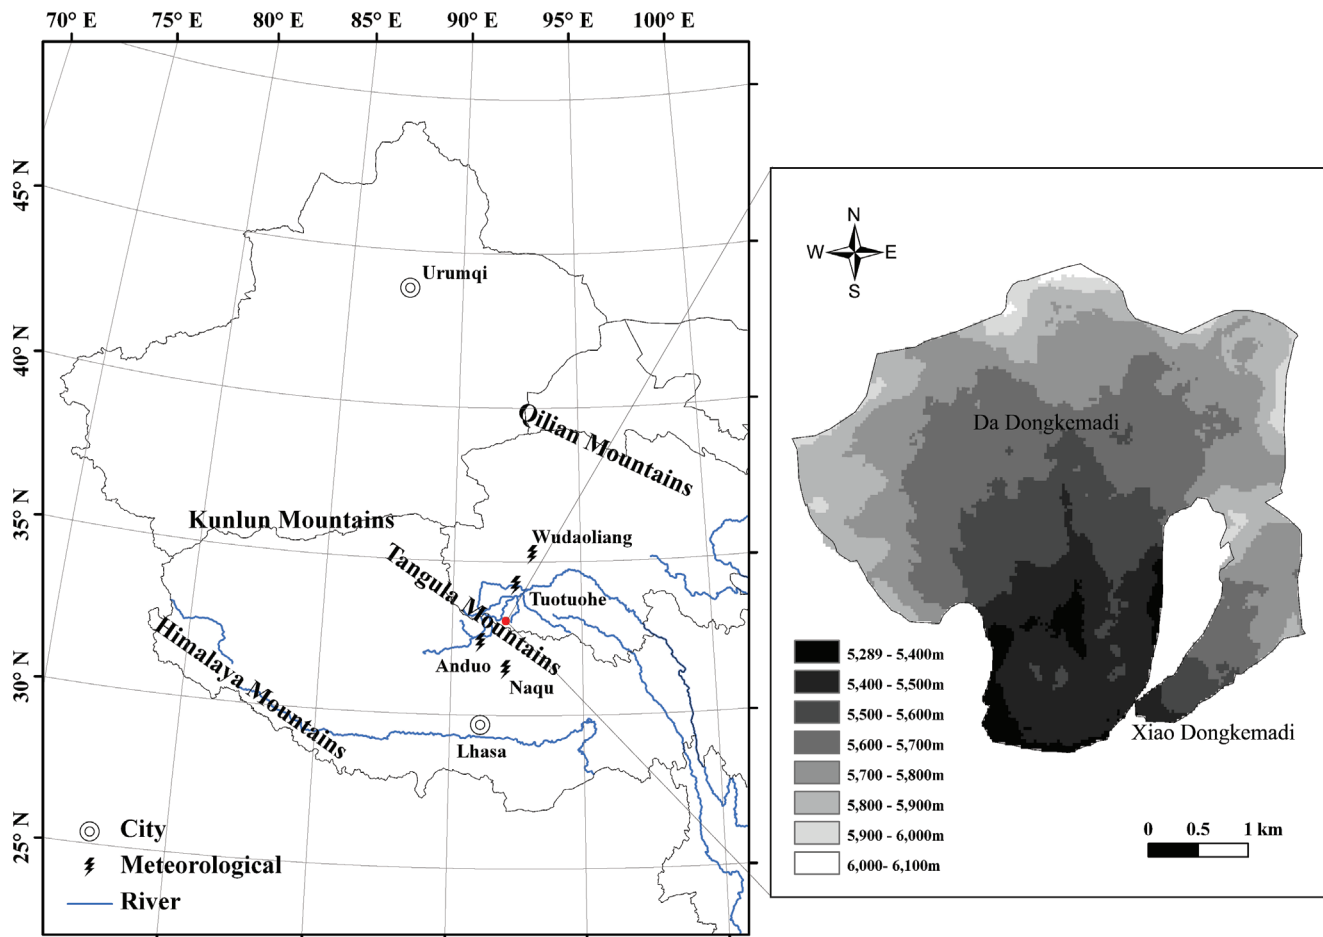 70° E 75° E 80° E 85° E 90° E 95° E 100° E
45° N
40° N
35° N
30° N
25° N
Urumqi
Qilian Mountains
Kunlun Mountains
Wudaoliang
Tangula Mountains
Tuotuohe
Himalaya Mountains
Anduo
Naqu
Lhasa
City
Meteorological
River
N
W E
S
Da Dongkemadi
Xiao Dongkemadi
5,289 - 5,400m
5,400 - 5,500m
5,500 - 5,600m
5,600 - 5,700m
5,700 - 5,800m
5,800 - 5,900m
5,900 - 6,000m
6,000- 6,100m
0 0.5 1 km